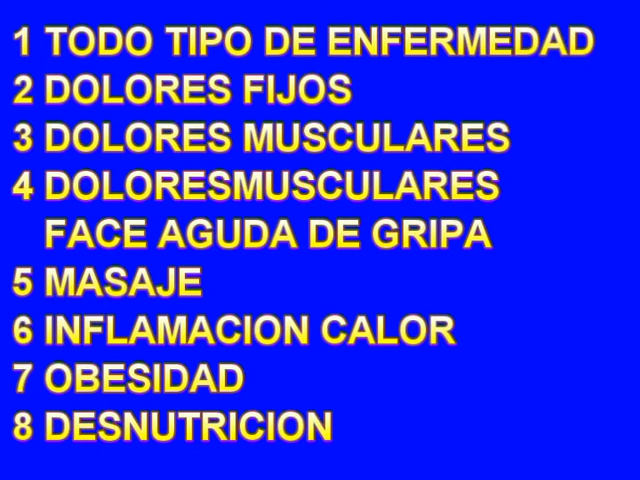 1 TODO TIPO DE ENFERMEDAD
2 DOLORES FIJOS
3 DOLORES MUSCULARES
4 DOLORESMUSCULARES
FACE AGUDA DE GRIPA
5 MASAJE
6 INFLAMACION CALOR
7 OBESIDAD
8 DESNUTRICION